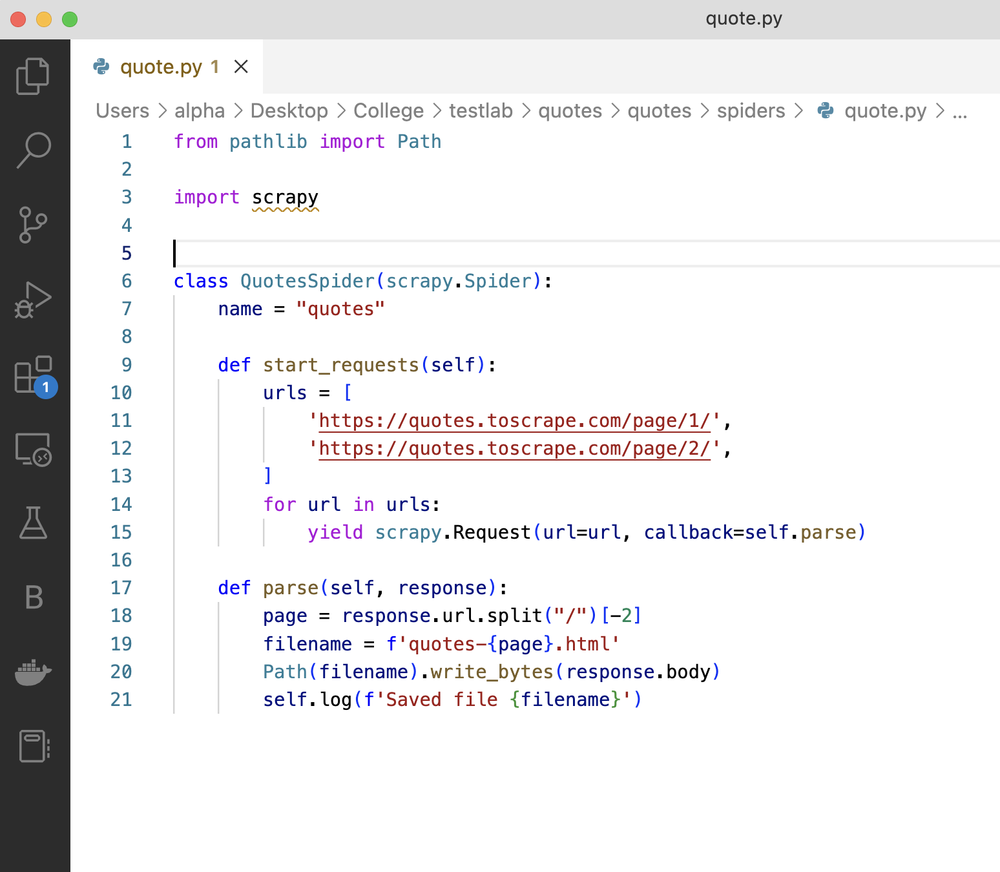 quote.py
quote.py 1
Users > alpha > Desktop > College > testlab > quotes > quotes > spiders > quote.py > ...
1 from pathlib import Path
2
3 import scrapy
4
5
6 class QuotesSpider(scrapy.Spider):
7     name = "quotes"
8
9     def start_requests(self):
10         urls = [
11             'https://quotes.toscrape.com/page/1/',
12             'https://quotes.toscrape.com/page/2/',
13         ]
14         for url in urls:
15             yield scrapy.Request(url=url, callback=self.parse)
16
17     def parse(self, response):
18         page = response.url.split("/")[-2]
19         filename = f'quotes-{page}.html'
20         Path(filename).write_bytes(response.body)
21         self.log(f'Saved file {filename}')
1
B